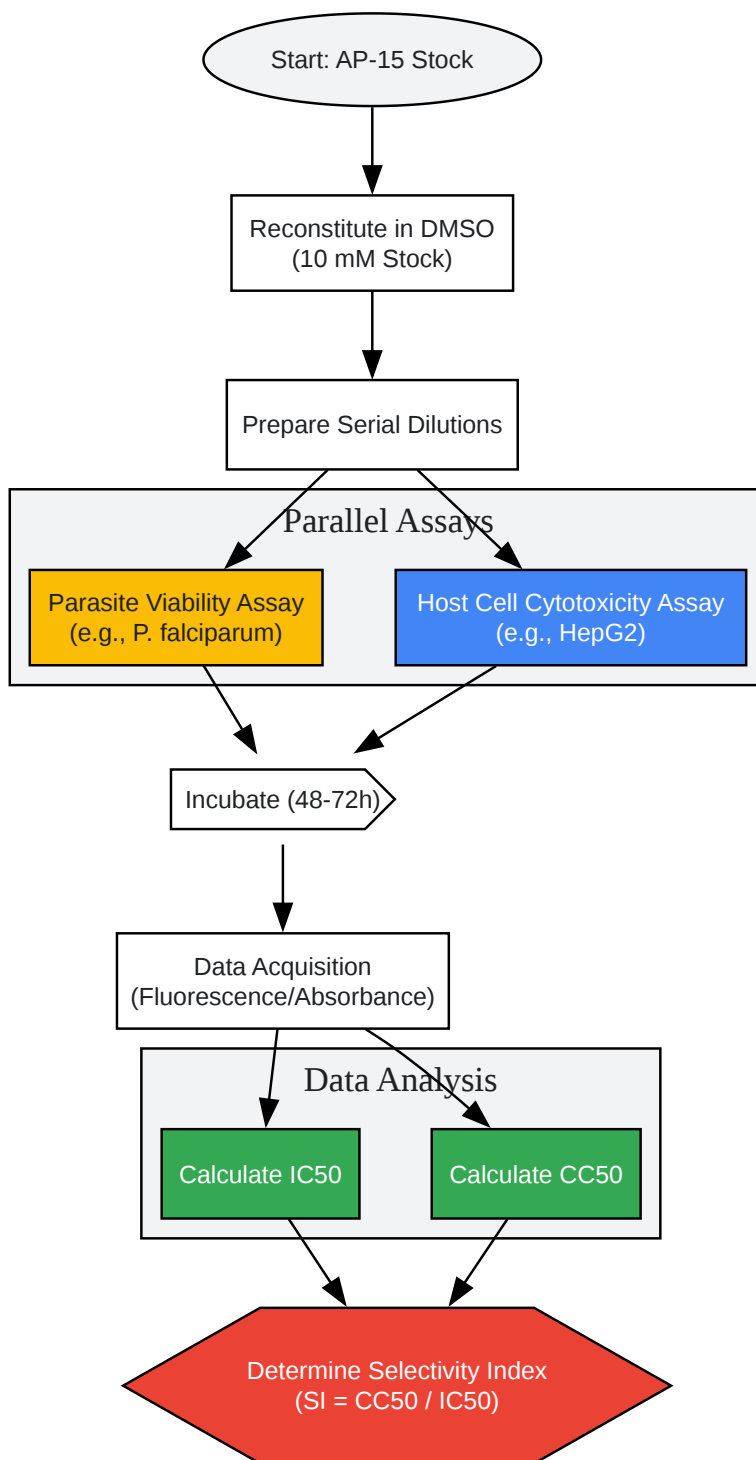 Start: AP-15 Stock
Reconstitute in DMSO
(10 mM Stock)
Prepare Serial Dilutions
Parallel Assays
Parasite Viability Assay
(e.g., P. falciparum)
Host Cell Cytotoxicity Assay
(e.g., HepG2)
Incubate (48-72h)
Data Acquisition
(Fluorescence/Absorbance)
Data Analysis
Calculate IC50
Calculate CC50
Determine Selectivity Index
(SI = CC50 / IC50)